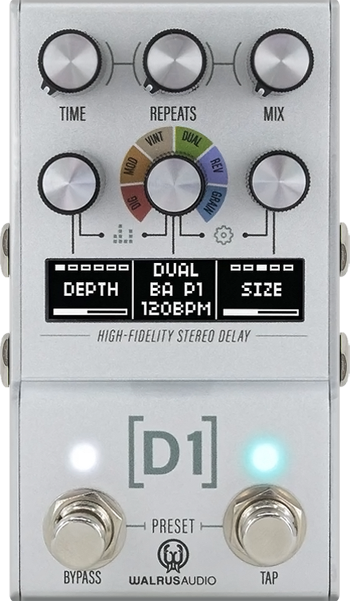 TIME REPEATS MIX
DIG MOD VINT DUAL REV GRAIN
DEPTH
DUAL
BA P1
120BPM
SIZE
HIGH-FIDELITY STEREO DELAY
[D1]
PRESET
BYPASS
WALRUSAUDIO
TAP